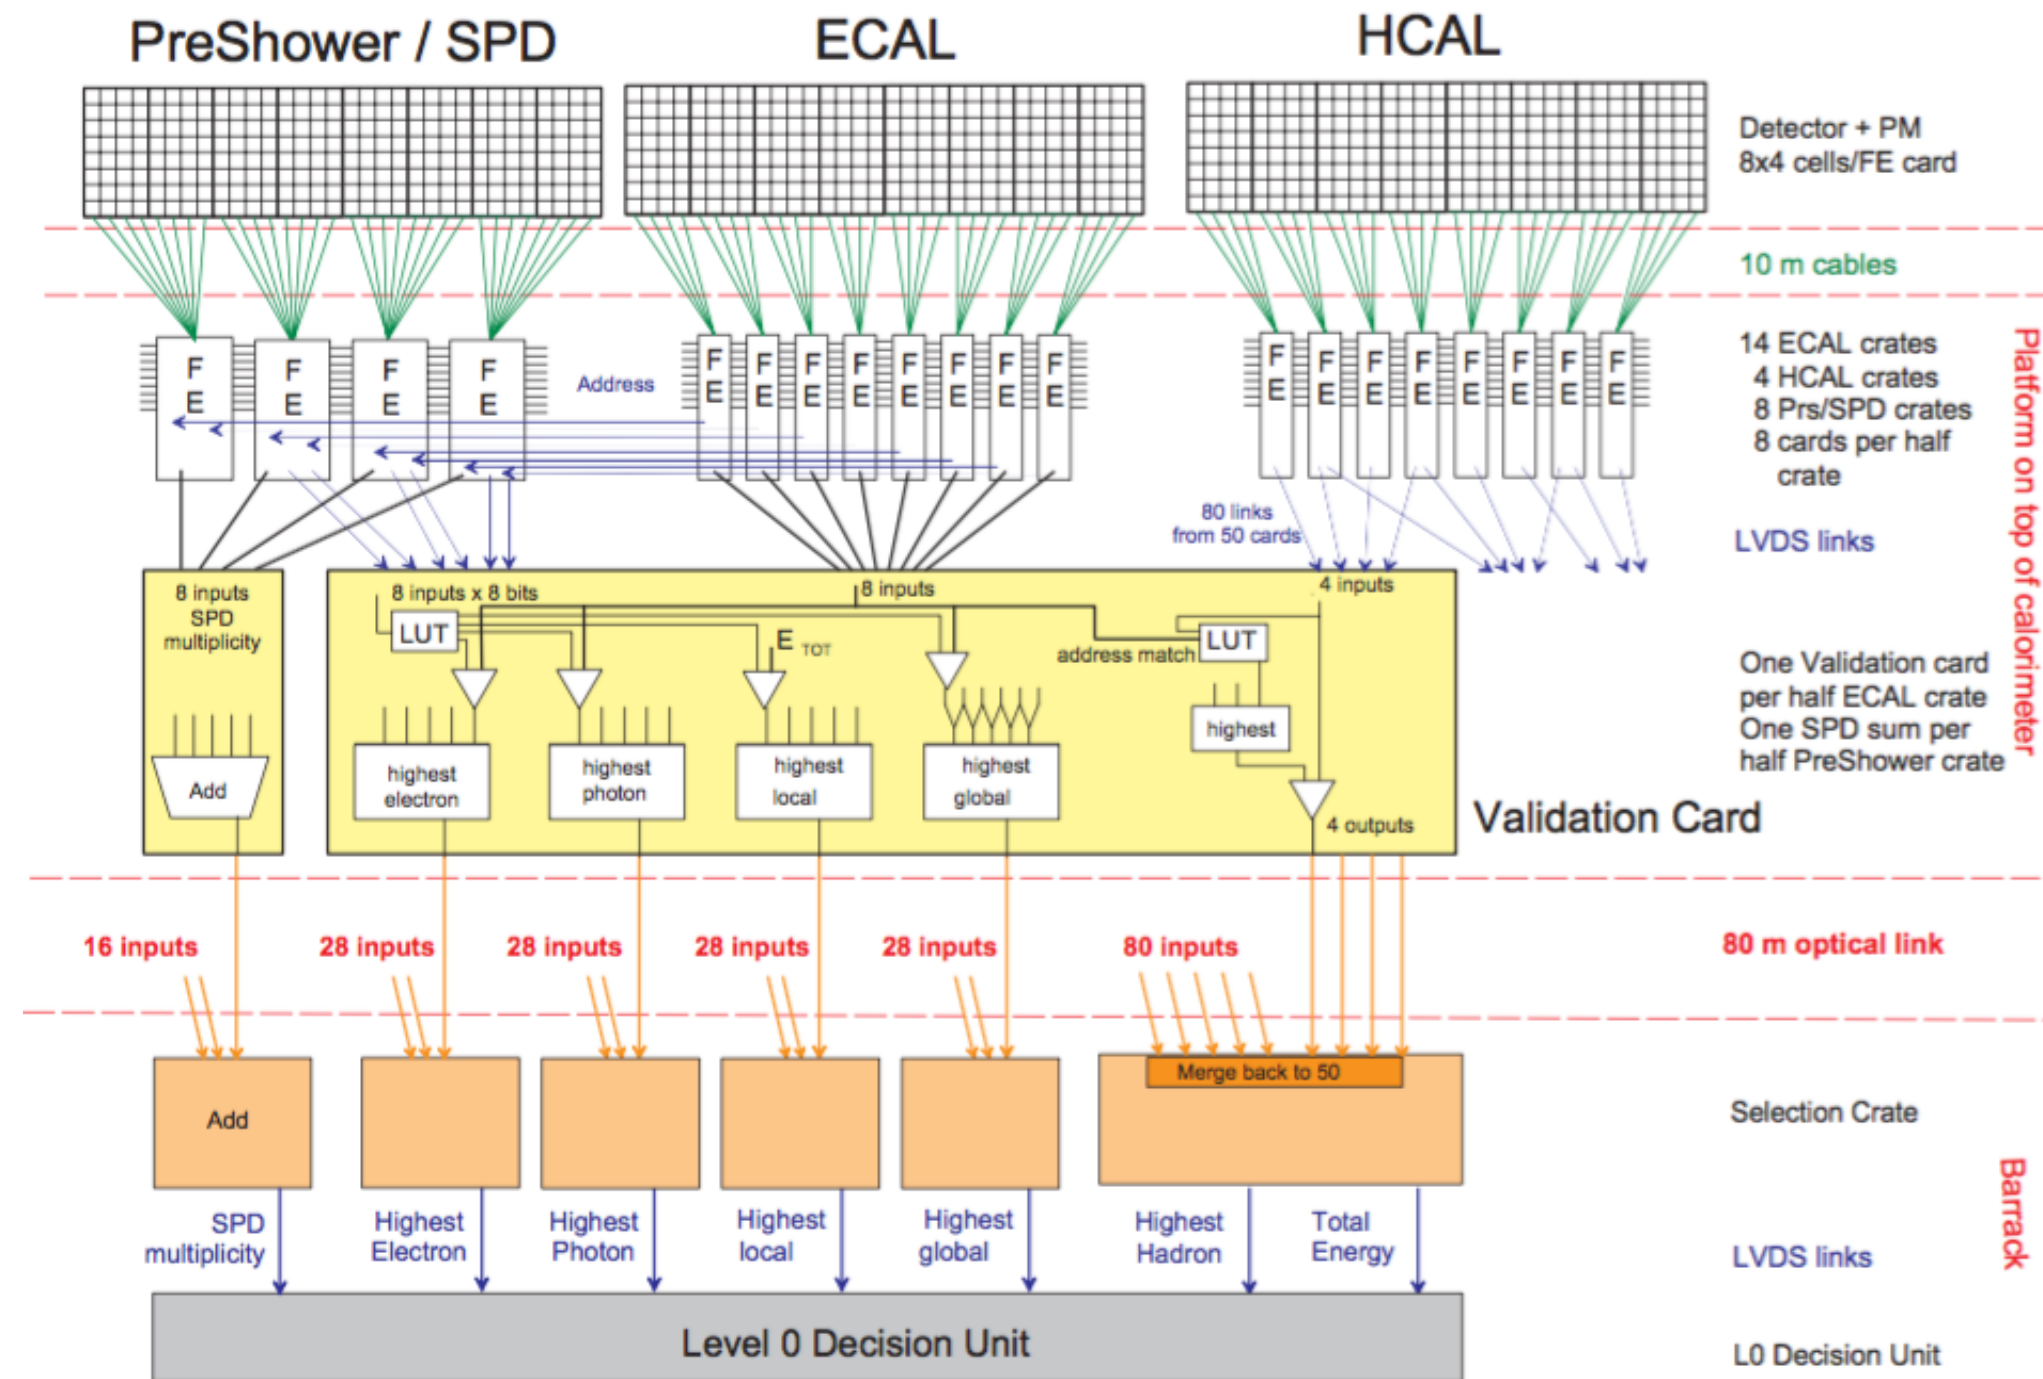 PreShower / SPD
ECAL
HCAL
Detector + PM
8x4 cells/FE card
10 m cables
F
E
F
E
F
E
F
E
Address
F
E
F
E
F
E
F
E
F
E
F
E
F
E
F
E
F
E
F
E
F
E
F
E
F
E
F
E
F
E
F
E
14 ECAL crates
4 HCAL crates
8 Prs/SPD crates
8 cards per half
crate
Platform on top of calorimeter
80 links
from 50 cards
LVDS links
8 inputs
SPD
multiplicity
Add
8 inputs x 8 bits
LUT
8 inputs
E TOT
4 inputs
LUT
address match
highest
electron
highest
photon
highest
local
highest
global
highest
4 outputs
One Validation card
per half ECAL crate
One SPD sum per
half PreShower crate
Validation Card
16 inputs
28 inputs
28 inputs
28 inputs
28 inputs
80 inputs
80 m optical link
Add
Merge back to 50
Selection Crate
Barrack
SPD
multiplicity
Highest
Electron
Highest
Photon
Highest
local
Highest
global
Highest
Hadron
Total
Energy
LVDS links
Level 0 Decision Unit
L0 Decision Unit